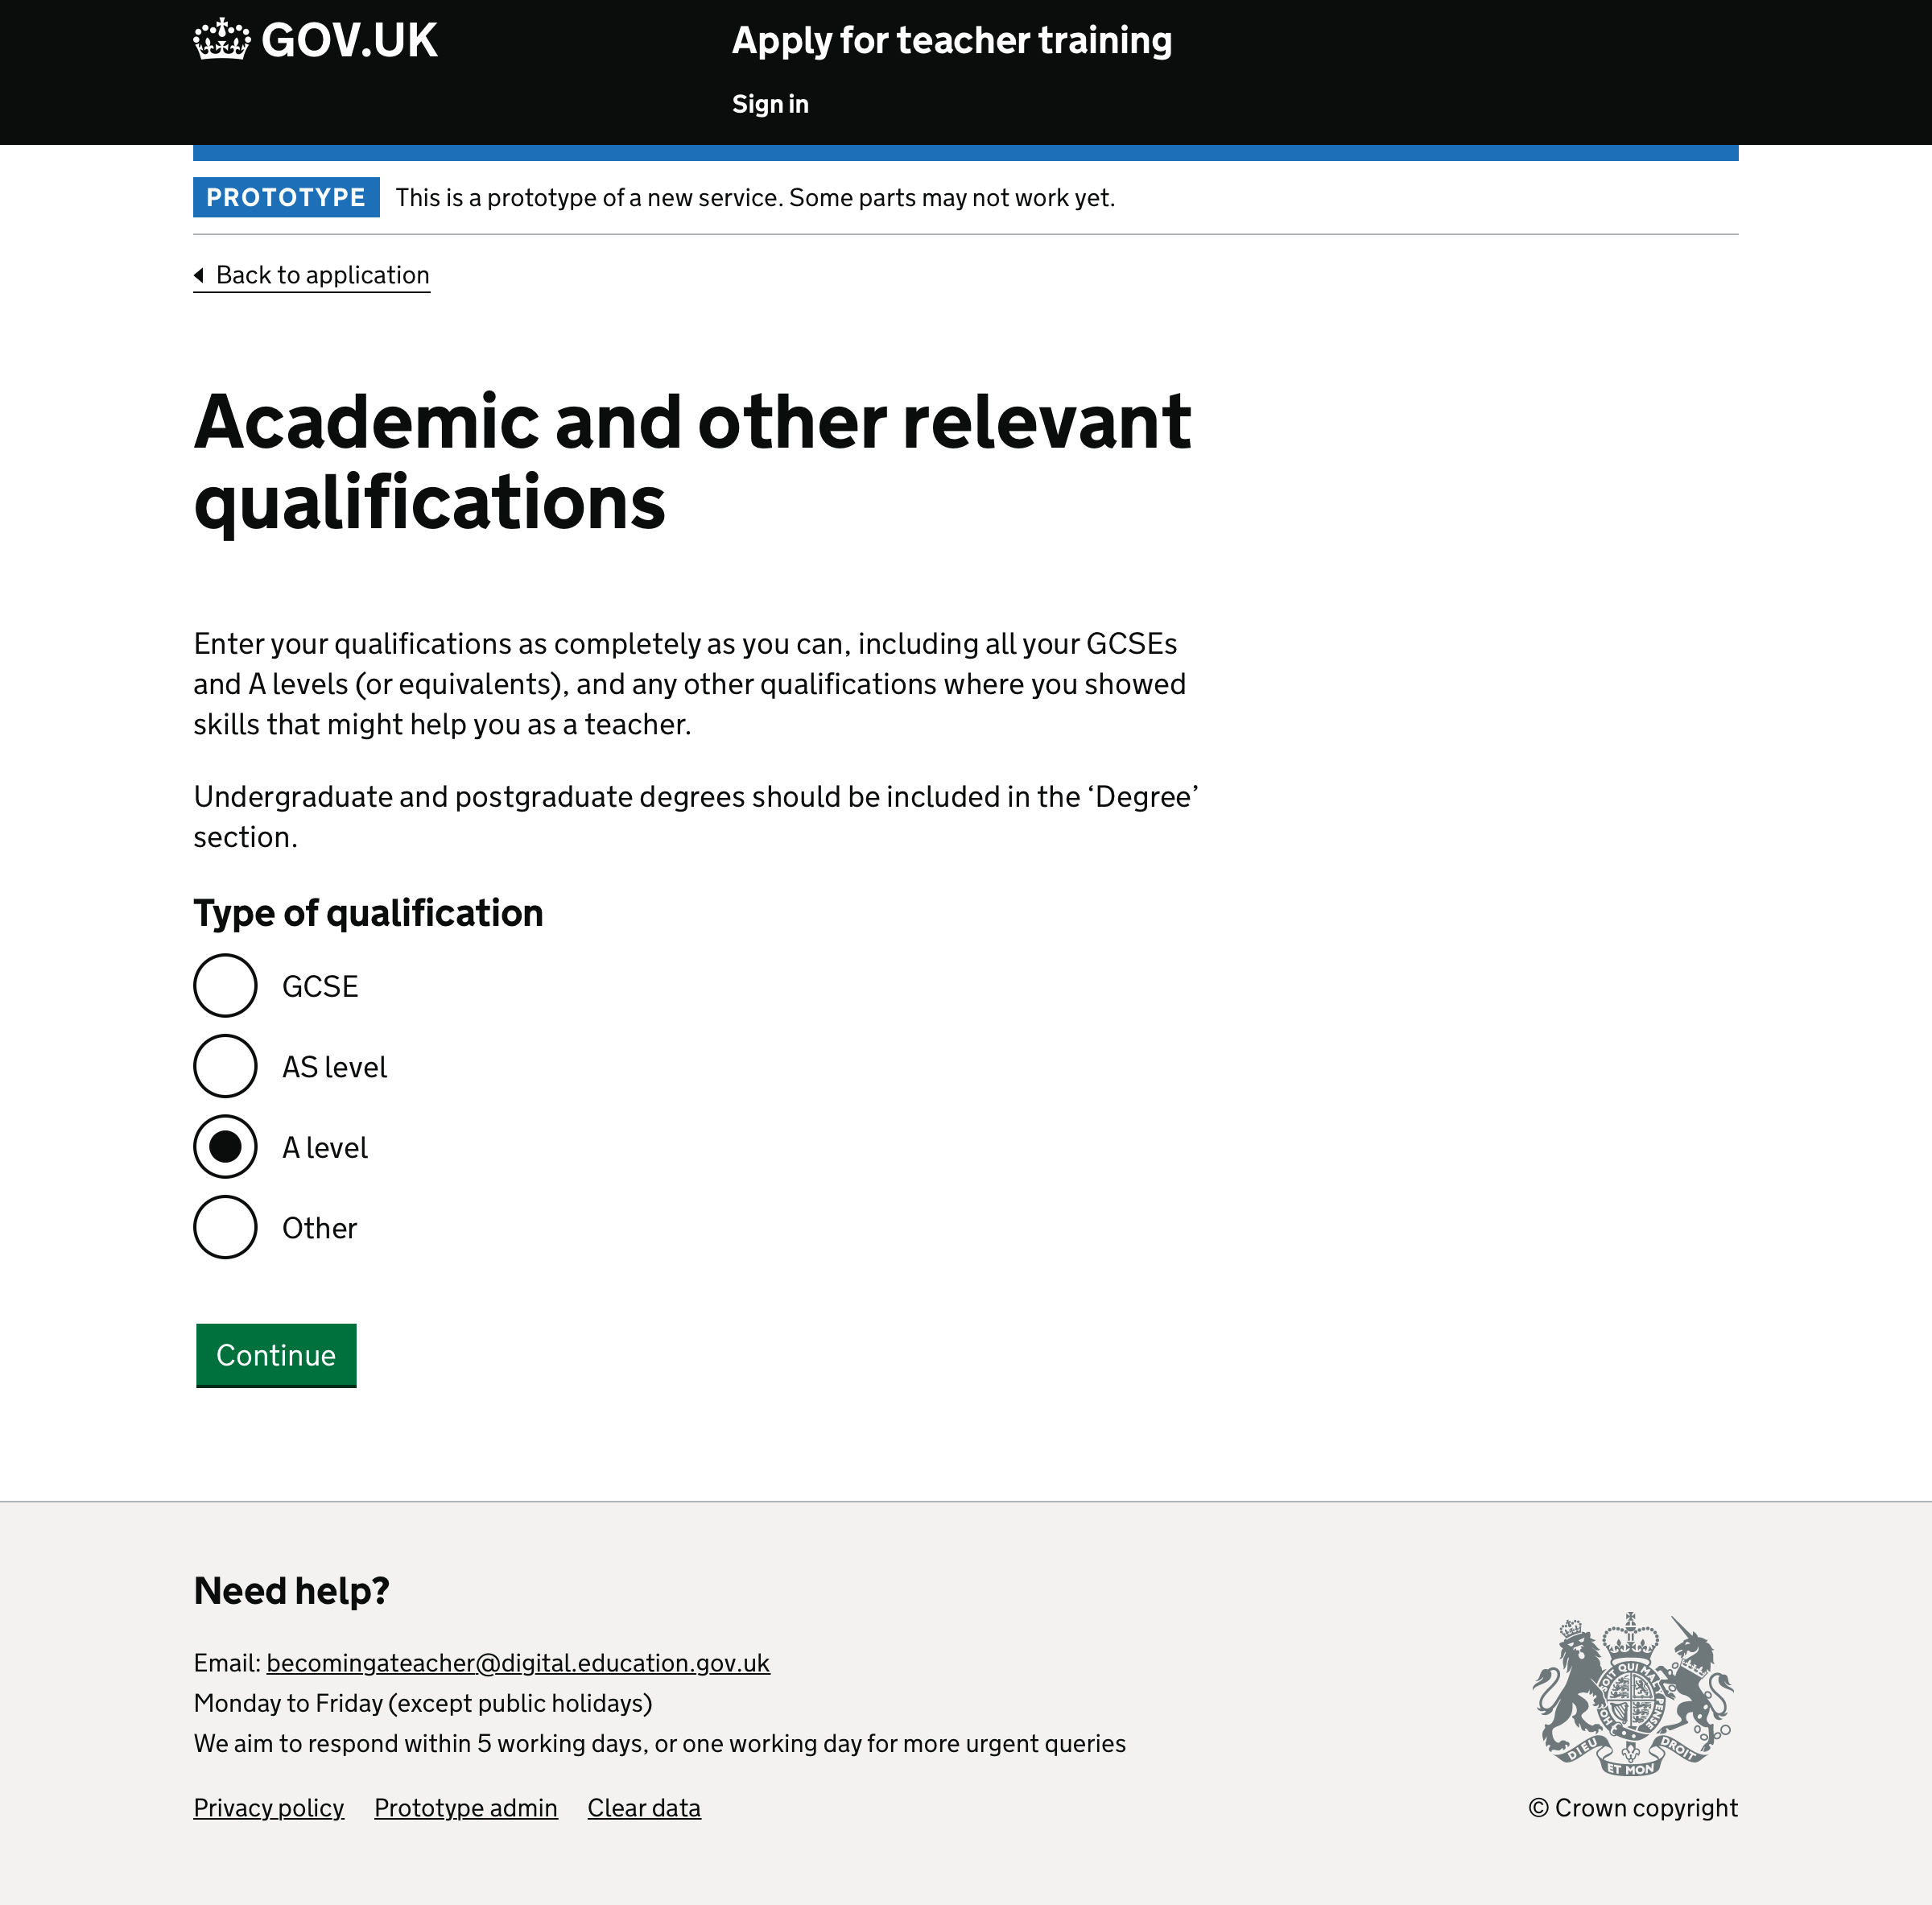 GOV.UK
Apply for teacher training
Sign in
PROTOTYPE This is a prototype of a new service. Some parts may not work yet.
Back to application
Academic and other relevant
qualifications
Enter your qualifications as completely as you can, including all your GCSEs
and A levels (or equivalents), and any other qualifications where you showed
skills that might help you as a teacher.
Undergraduate and postgraduate degrees should be included in the ‘Degree’
section.
Type of qualification
GCSE
AS level
A level
Other
Continue
Need help?
Email: becomingateacher@digital.education.gov.uk
Monday to Friday (except public holidays)
We aim to respond within 5 working days, or one working day for more urgent queries
Privacy policy Prototype admin Clear data
DIEU ET MON DROIT
© Crown copyright